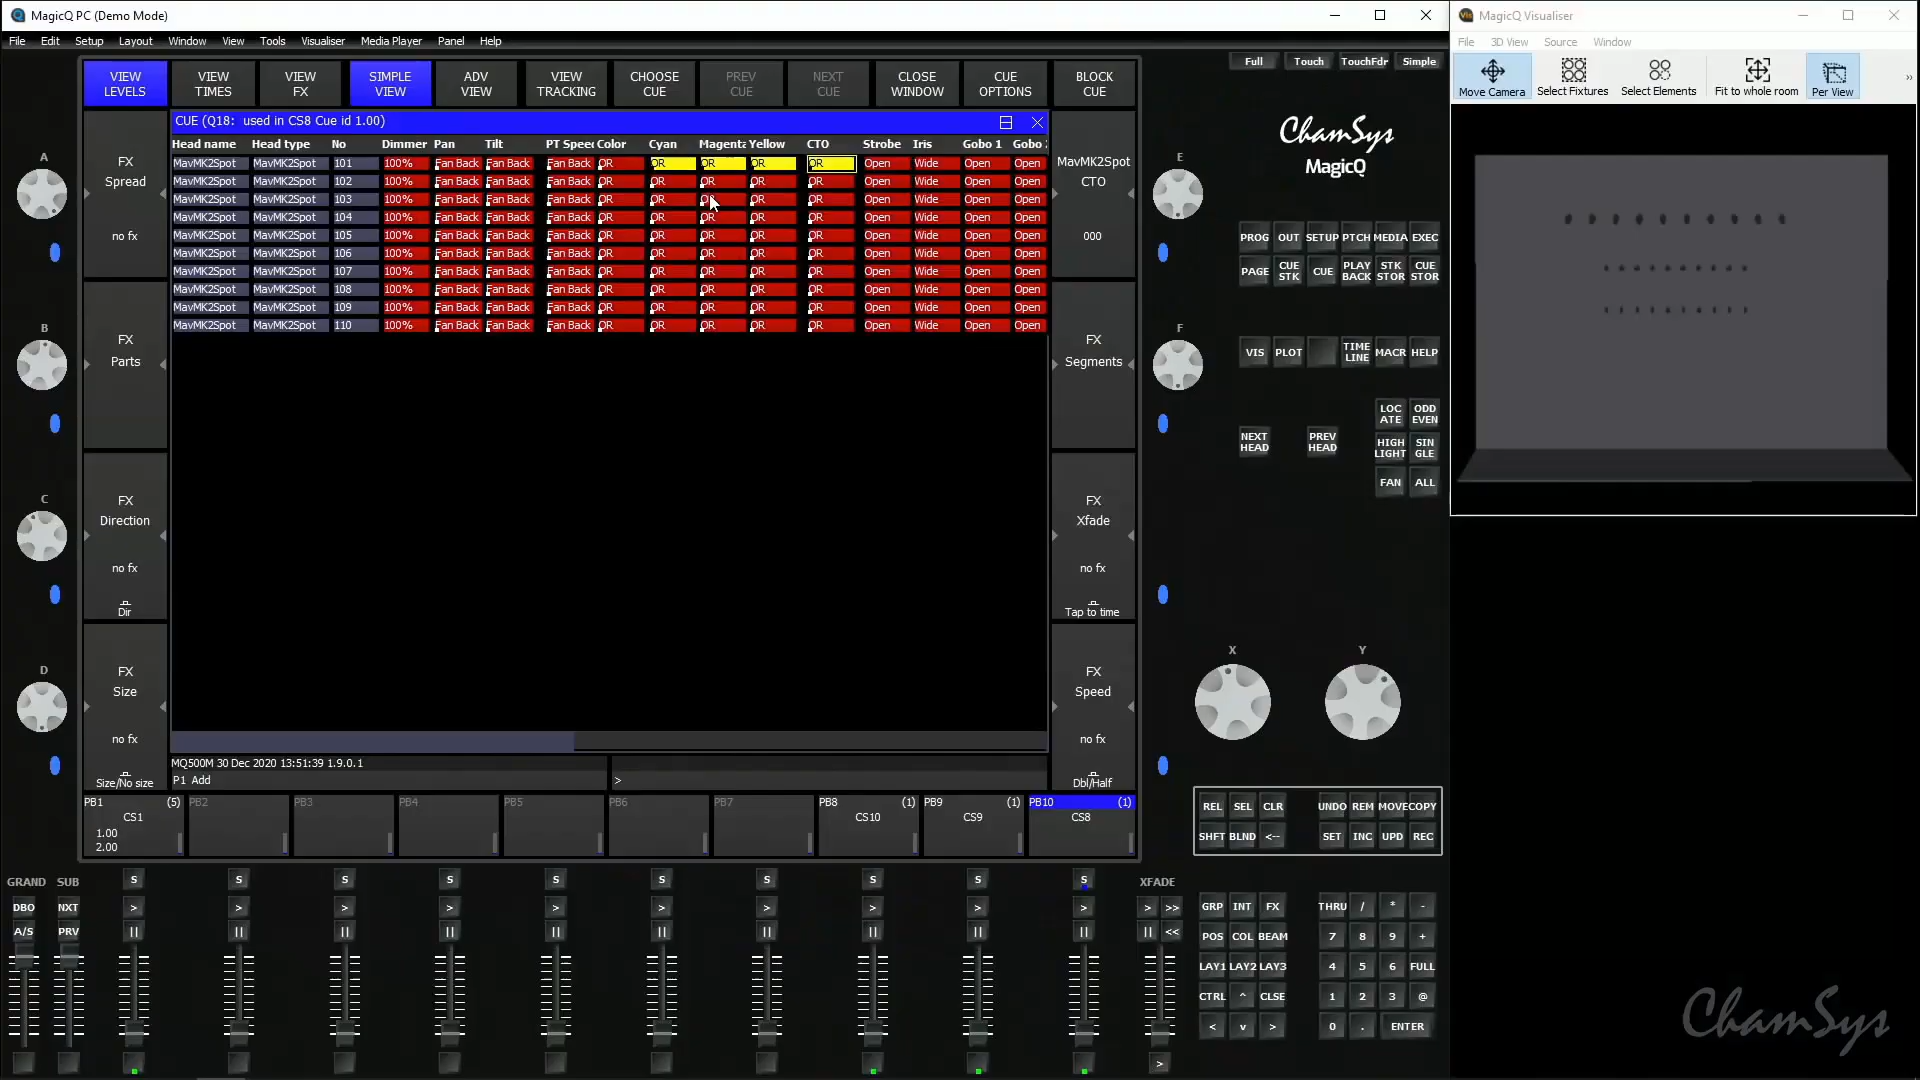 MagicQ PC (Demo Mode)
File Edit Setup Layout Window View Tools Visualiser Media Player Panel Help
VIEW LEVELS
VIEW TIMES
VIEW FX
SIMPLE VIEW
ADV VIEW
VIEW TRACKING
CHOOSE CUE
PREV CUE
NEXT CUE
CLOSE WINDOW
CUE OPTIONS
BLOCK CUE
CUE (Q18: used in CS8 Cue id 1.00)
Head name Head type No Dimmer Pan Tilt PT Speed Color Cyan Magenta Yellow CTO Strobe Iris Gobo 1 Gobo
MavMK2Spot MavMK2Spot 101 100% Fan Back Fan Back Fan Back OR OR OR OR OR Open Wide Open Open
MavMK2Spot MavMK2Spot 102 100% Fan Back Fan Back Fan Back OR OR OR OR OR Open Wide Open Open
MavMK2Spot MavMK2Spot 103 100% Fan Back Fan Back Fan Back OR OR OR OR OR Open Wide Open Open
MavMK2Spot MavMK2Spot 104 100% Fan Back Fan Back Fan Back OR OR OR OR OR Open Wide Open Open
MavMK2Spot MavMK2Spot 105 100% Fan Back Fan Back Fan Back OR OR OR OR OR Open Wide Open Open
MavMK2Spot MavMK2Spot 106 100% Fan Back Fan Back Fan Back OR OR OR OR OR Open Wide Open Open
MavMK2Spot MavMK2Spot 107 100% Fan Back Fan Back Fan Back OR OR OR OR OR Open Wide Open Open
MavMK2Spot MavMK2Spot 108 100% Fan Back Fan Back Fan Back OR OR OR OR OR Open Wide Open Open
MavMK2Spot MavMK2Spot 109 100% Fan Back Fan Back Fan Back OR OR OR OR OR Open Wide Open Open
MavMK2Spot MavMK2Spot 110 100% Fan Back Fan Back Fan Back OR OR OR OR OR Open Wide Open Open
A
B
C
D
FX
Spread
no fx
FX
Parts
FX
Direction
no fx
Dir
FX
Size
no fx
Size/No size
MavMK2Spot
CTO
000
FX
Segments
FX
Xfade
no fx
Tap to time
FX
Speed
no fx
Dbl/Half
E
F
MQ500M 30 Dec 2020 13:51:39 1.9.0.1
P1 Add
>
PB1 (5) PB2 PB3 PB4 PB5 PB6 PB7 PB8 (1) PB9 (1) PB10 (1)
CS1 CS10 CS9 CS8
1.00
2.00
GRAND SUB
S S S S S S S S S S
XFADE
DBO NXT > > > > > > > > > > > >>
A/S PRV II II II II II II II II II II II <<
>
Full Touch TouchFdr Simple
ChamSys
MagicQ
PROG OUT SETUP PTCH MEDIA EXEC
PAGE CUE STK CUE PLAY BACK STK STOR CUE STOR
VIS PLOT TIME LINE MACR HELP
LOC ATE ODD EVEN
NEXT HEAD PREV HEAD HIGH LIGHT SIN GLE
FAN ALL
X Y
REL SEL CLR UNDO REM MOVE COPY
SHFT BLND <-- SET INC UPD REC
GRP INT FX THRU / * -
POS COL BEAM 7 8 9 +
LAY1 LAY2 LAY3 4 5 6 FULL
CTRL ^ CLSE 1 2 3 @
< v > 0 . ENTER
MagicQ Visualiser
File 3D View Source Window
Move Camera Select Fixtures Select Elements Fit to whole room Per View »
ChamSys